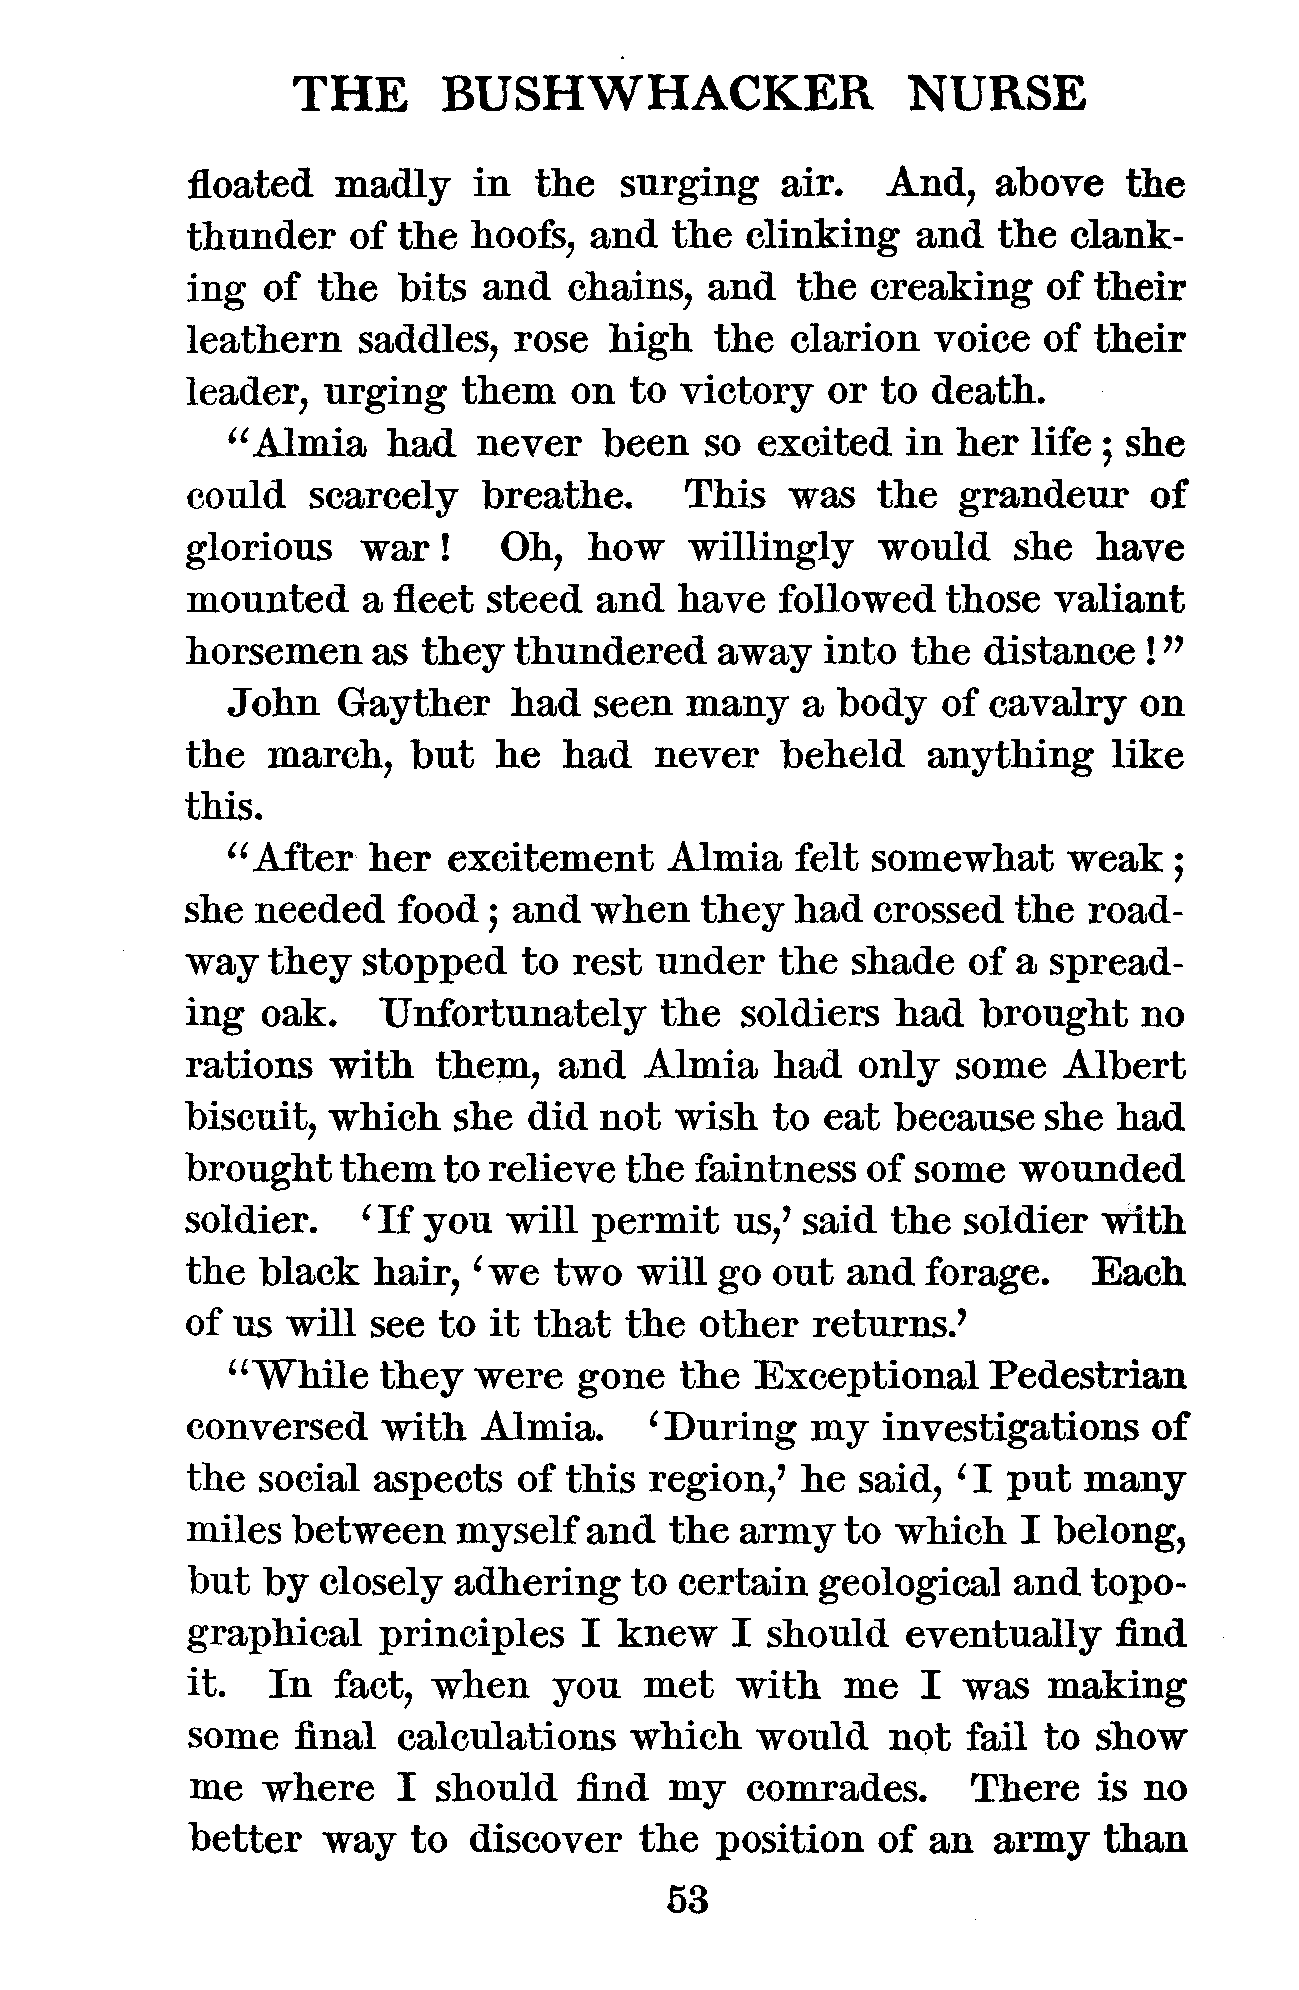 THE BUSHWHACKER NURSE
floated madly in the surging air. And, above the
thunder of the hoofs, and the clinking and the clank-
ing of the bits and chains, and the creaking of their
leathern saddles, rose high the clarion voice of their
leader, urging them on to victory or to death.
“Almia had never been so excited in her life; she
could scarcely breathe. This was the grandeur of
glorious war! Oh, how willingly would she have
mounted a fleet steed and have followed those valiant
horsemen as they thundered away into the distance!”
John Gayther had seen many a body of cavalry on
the march, but he had never beheld anything like
this.
“After her excitement Almia felt somewhat weak;
she needed food; and when they had crossed the road-
way they stopped to rest under the shade of a spread-
ing oak. Unfortunately the soldiers had brought no
rations with them, and Almia had only some Albert
biscuit, which she did not wish to eat because she had
brought them to relieve the faintness of some wounded
soldier. ‘If you will permit us,’ said the soldier with
the black hair, ‘we two will go out and forage. Each
of us will see to it that the other returns.’
“While they were gone the Exceptional Pedestrian
conversed with Almia. ‘During my investigations of
the social aspects of this region,’ he said, ‘I put many
miles between myself and the army to which I belong,
but by closely adhering to certain geological and topo-
graphical principles I knew I should eventually find
it. In fact, when you met with me I was making
some final calculations which would not fail to show
me where I should find my comrades. There is no
better way to discover the position of an army than
53